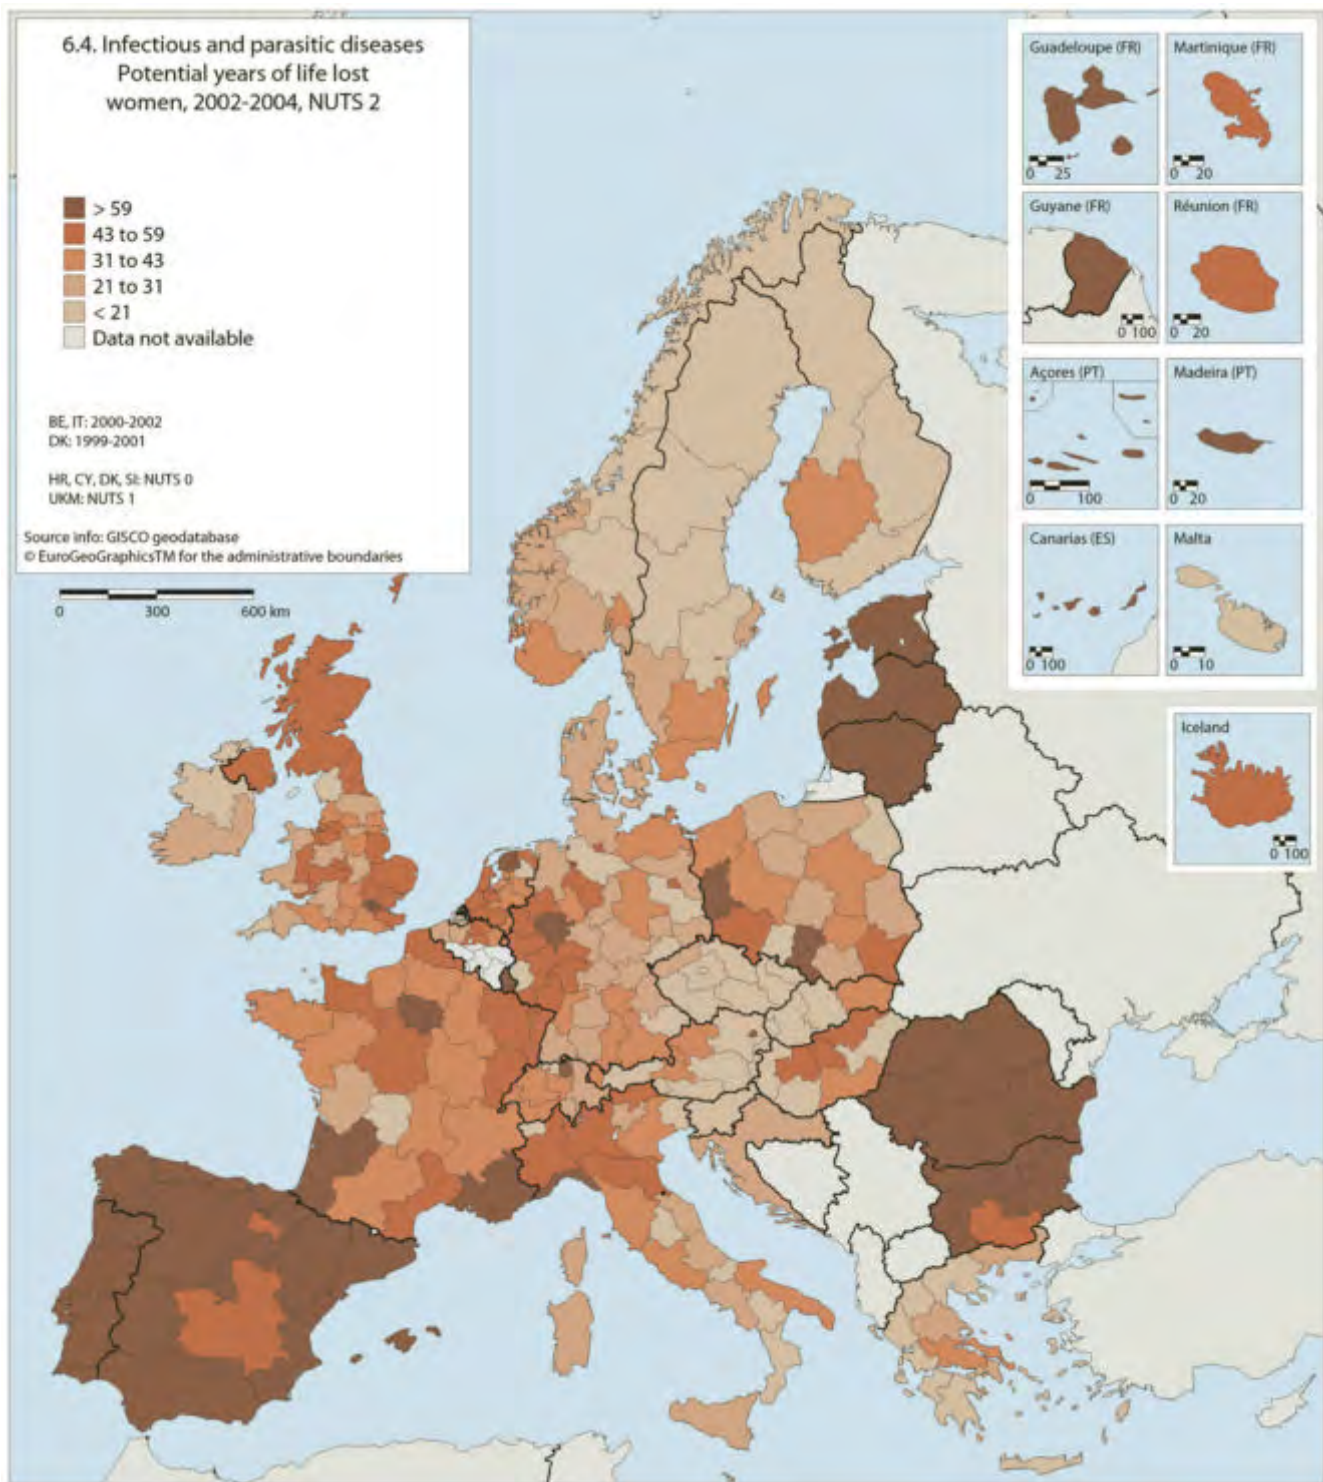 6.4. Infectious and parasitic diseases
Potential years of life lost
women, 2002-2004, NUTS 2
> 59
43 to 59
31 to 43
21 to 31
< 21
Data not available
BE, IT: 2000-2002
DK: 1999-2001
HR, CY, DK, SI: NUTS 0
UKM: NUTS 1
Source info: GISCO geodatabase
© EuroGeoGraphicsTM for the administrative boundaries
0 300 600 km
Guadeloupe (FR)
0 25
Martinique (FR)
0 20
Guyane (FR)
0 100
Réunion (FR)
0 20
Açores (PT)
0 100
Madeira (PT)
0 20
Canarias (ES)
0 100
Malta
0 10
Iceland
0 100